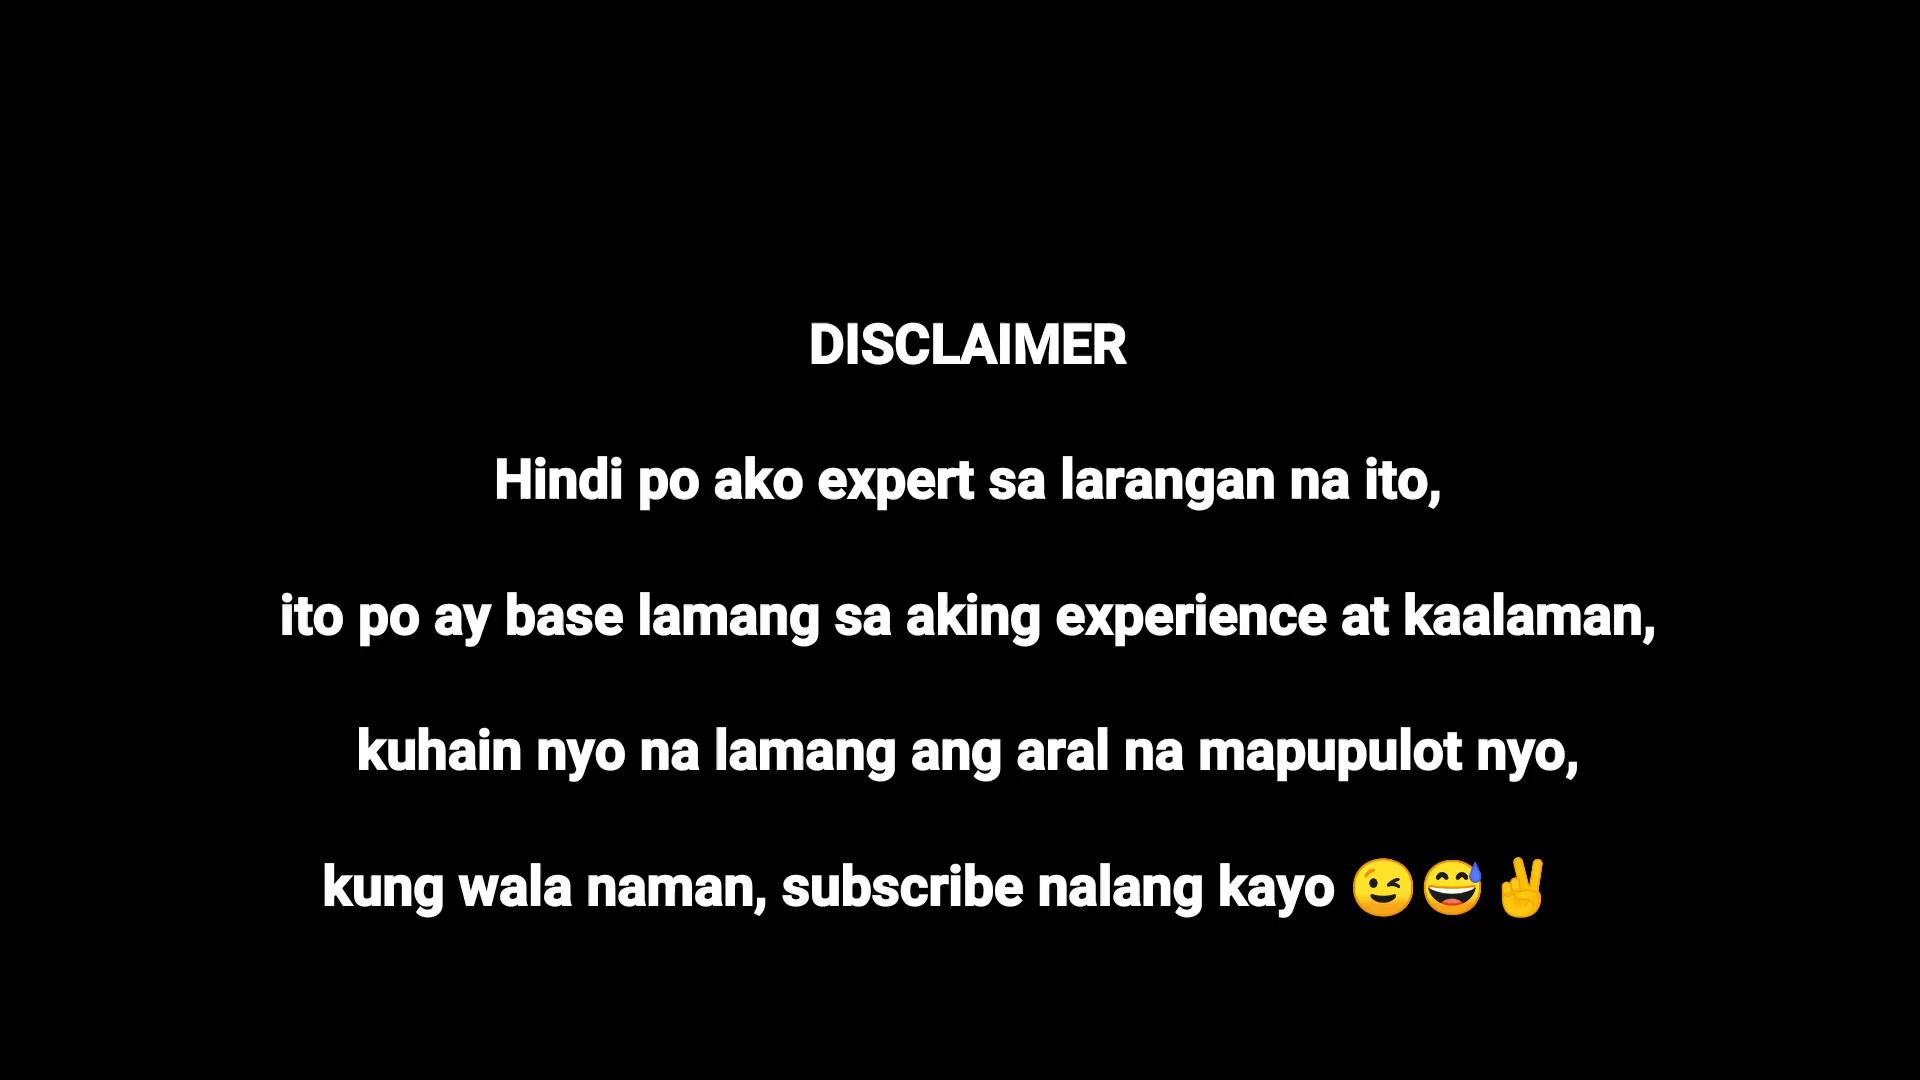 DISCLAIMER
Hindi po ako expert sa larangan na ito,
ito po ay base lamang sa aking experience at kaalaman,
kuhain nyo na lamang ang aral na mapupulot nyo,
kung wala naman, subscribe nalang kayo 😉😅✌️